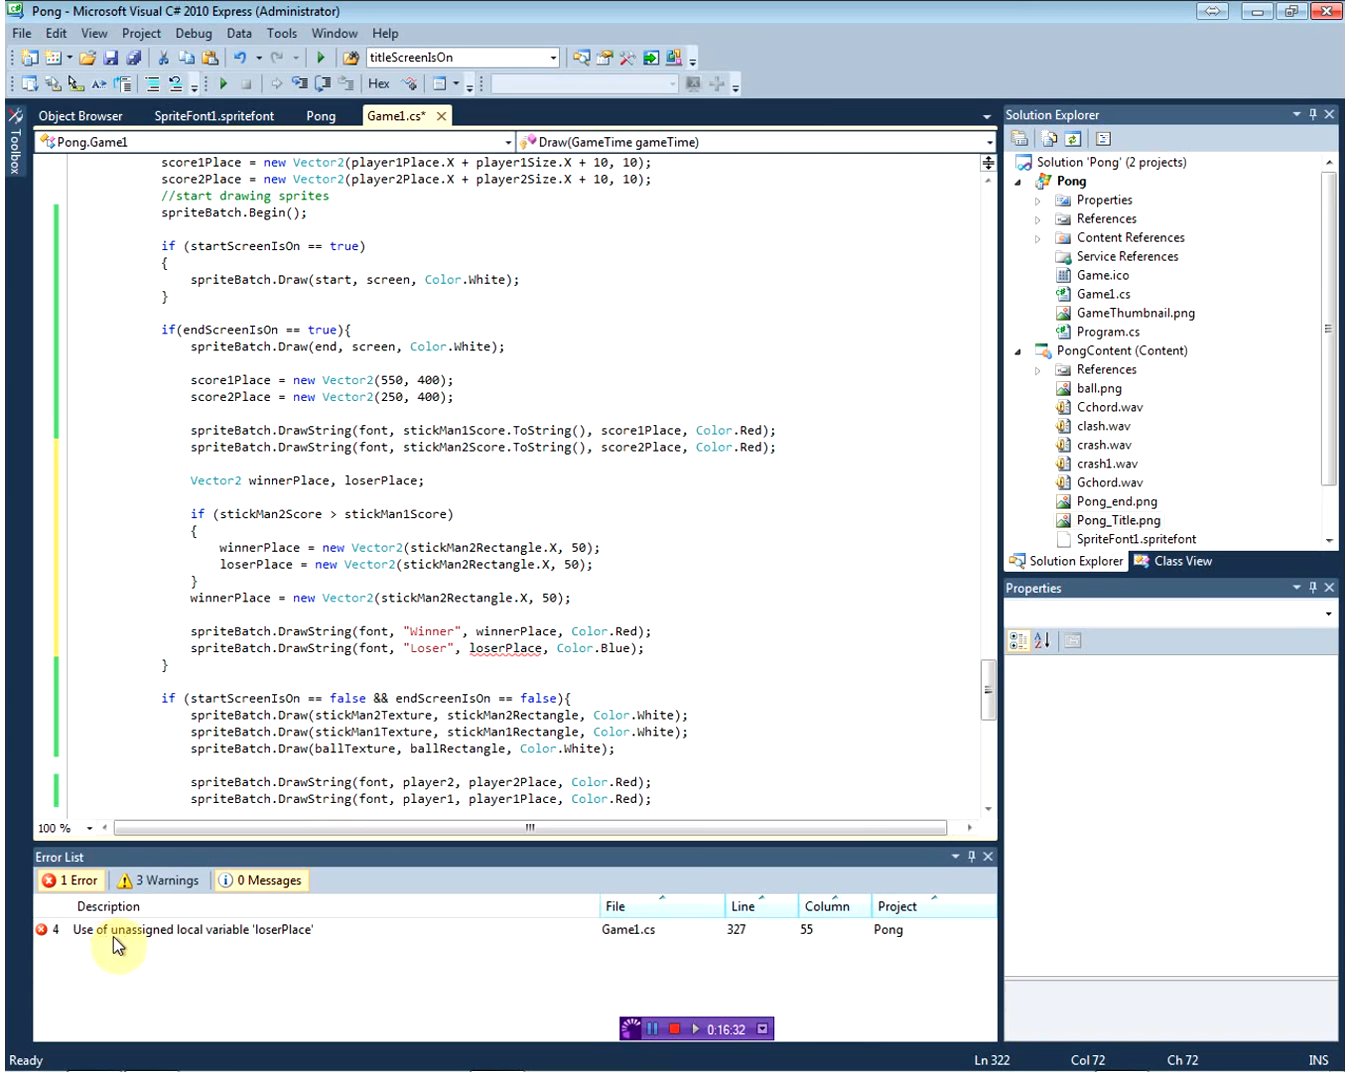 Pong - Microsoft Visual C# 2010 Express (Administrator)
File Edit View Project Debug Data Tools Window Help
titleScreenIsOn
Hex
Object Browser SpriteFont1.spritefont Pong Game1.cs*
Toolbox
Pong.Game1 Draw(GameTime gameTime)
score1Place = new Vector2(player1Place.X + player1Size.X + 10, 10);
score2Place = new Vector2(player2Place.X + player2Size.X + 10, 10);
//start drawing sprites
spriteBatch.Begin();
if (startScreenIsOn == true)
{
spriteBatch.Draw(start, screen, Color.White);
}
if(endScreenIsOn == true){
spriteBatch.Draw(end, screen, Color.White);
score1Place = new Vector2(550, 400);
score2Place = new Vector2(250, 400);
spriteBatch.DrawString(font, stickMan1Score.ToString(), score1Place, Color.Red);
spriteBatch.DrawString(font, stickMan2Score.ToString(), score2Place, Color.Red);
Vector2 winnerPlace, loserPlace;
if (stickMan2Score > stickMan1Score)
{
winnerPlace = new Vector2(stickMan2Rectangle.X, 50);
loserPlace = new Vector2(stickMan2Rectangle.X, 50);
}
winnerPlace = new Vector2(stickMan2Rectangle.X, 50);
spriteBatch.DrawString(font, "Winner", winnerPlace, Color.Red);
spriteBatch.DrawString(font, "Loser", loserPlace, Color.Blue);
}
if (startScreenIsOn == false && endScreenIsOn == false){
spriteBatch.Draw(stickMan2Texture, stickMan2Rectangle, Color.White);
spriteBatch.Draw(stickMan1Texture, stickMan1Rectangle, Color.White);
spriteBatch.Draw(ballTexture, ballRectangle, Color.White);
spriteBatch.DrawString(font, player2, player2Place, Color.Red);
spriteBatch.DrawString(font, player1, player1Place, Color.Red);
100 %
Solution Explorer
Solution 'Pong' (2 projects)
Pong
Properties
References
Content References
Service References
Game.ico
Game1.cs
GameThumbnail.png
Program.cs
PongContent (Content)
References
ball.png
Cchord.wav
clash.wav
crash.wav
crash1.wav
Gchord.wav
Pong_end.png
Pong_Title.png
SpriteFont1.spritefont
Solution Explorer Class View
Properties
Error List
1 Error 3 Warnings 0 Messages
Description File Line Column Project
4 Use of unassigned local variable 'loserPlace' Game1.cs 327 55 Pong
0:16:32
Ready Ln 322 Col 72 Ch 72 INS